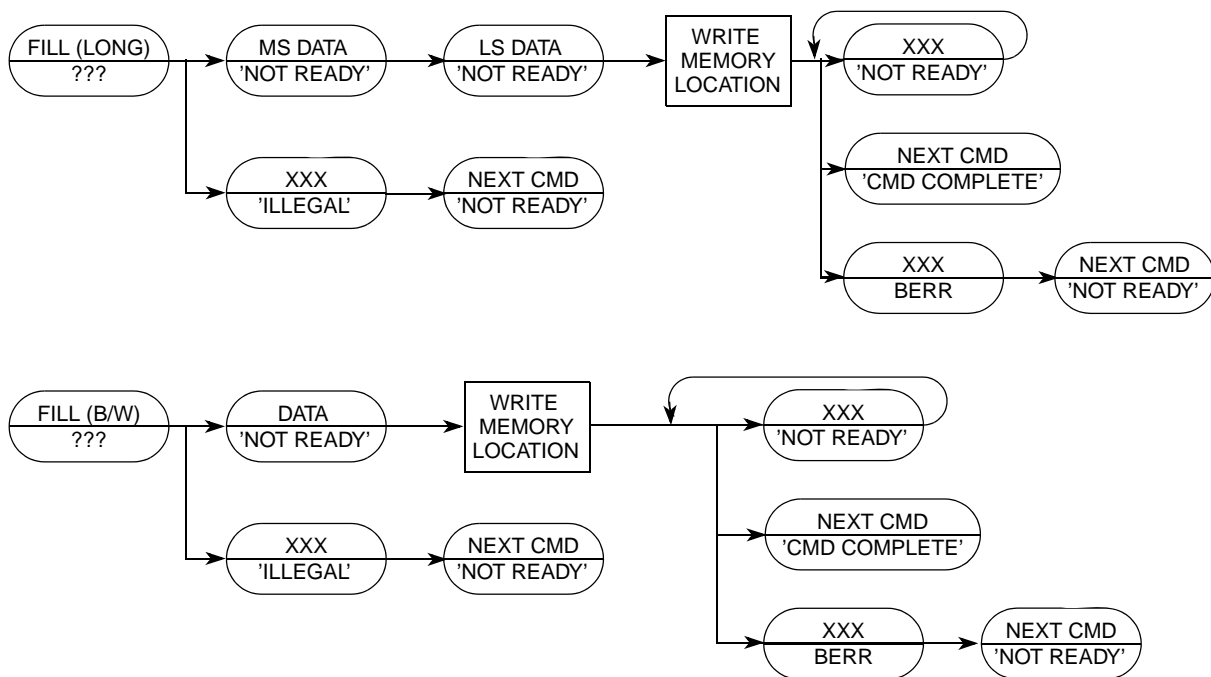 FILL (LONG)
???
MS DATA
'NOT READY'
LS DATA
'NOT READY'
WRITE
MEMORY
LOCATION
XXX
'NOT READY'
NEXT CMD
'CMD COMPLETE'
XXX
'ILLEGAL'
NEXT CMD
'NOT READY'
XXX
BERR
NEXT CMD
'NOT READY'
FILL (B/W)
???
DATA
'NOT READY'
WRITE
MEMORY
LOCATION
XXX
'NOT READY'
XXX
'ILLEGAL'
NEXT CMD
'NOT READY'
NEXT CMD
'CMD COMPLETE'
XXX
BERR
NEXT CMD
'NOT READY'